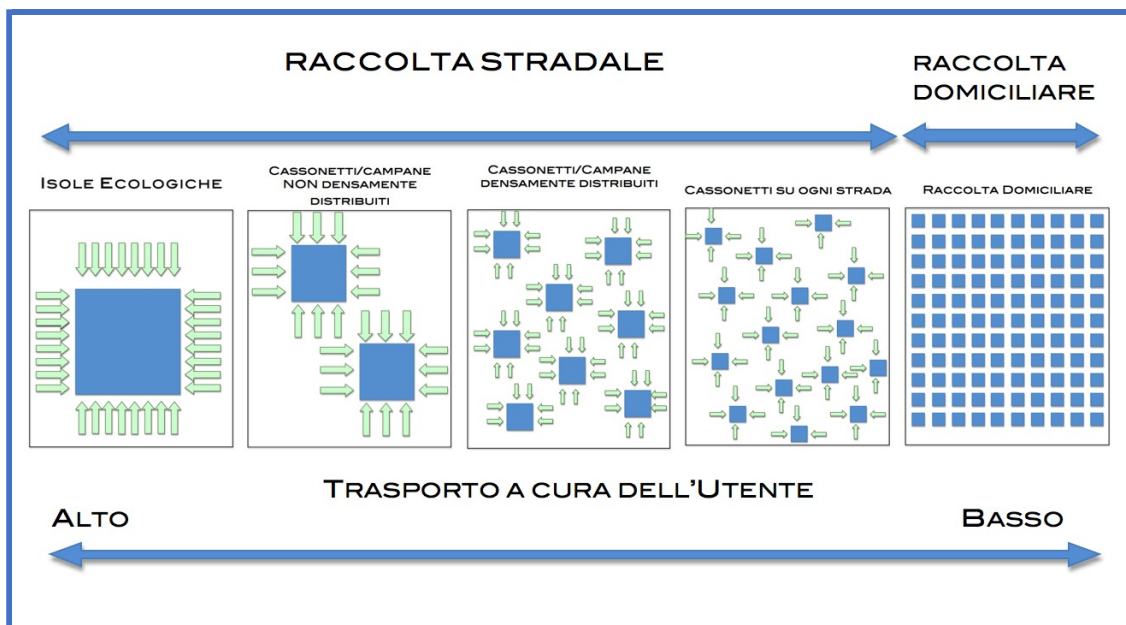 RACCOLTA STRADALE
RACCOLTA
DOMICILIARE
ISOLE ECOLOGICHE
CASSONETTI/CAMPANE
NON DENSAMENTE
DISTRIBUITI
CASSONETTI/CAMPANE
DENSAMENTE DISTRIBUITI
CASSONETTI SU OGNI STRADA
RACCOLTA DOMICILIARE
TRASPORTO A CURA DELL'UTENTE
ALTO
BASSO